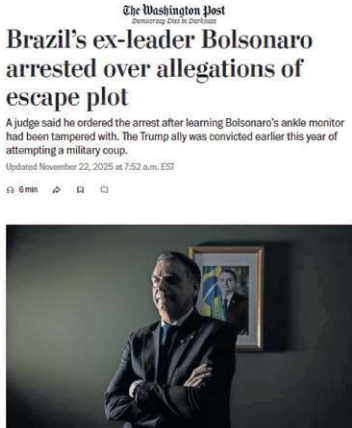 The Washington Post
Democracy Dies in Darkness
Brazil's ex-leader Bolsonaro
arrested over allegations of
escape plot
A judge said he ordered the arrest after learning Bolsonaro's ankle monitor
had been tampered with. The Trump ally was convicted earlier this year of
attempting a military coup.
Updated November 22, 2025 at 7:52 a.m. EST
6 min